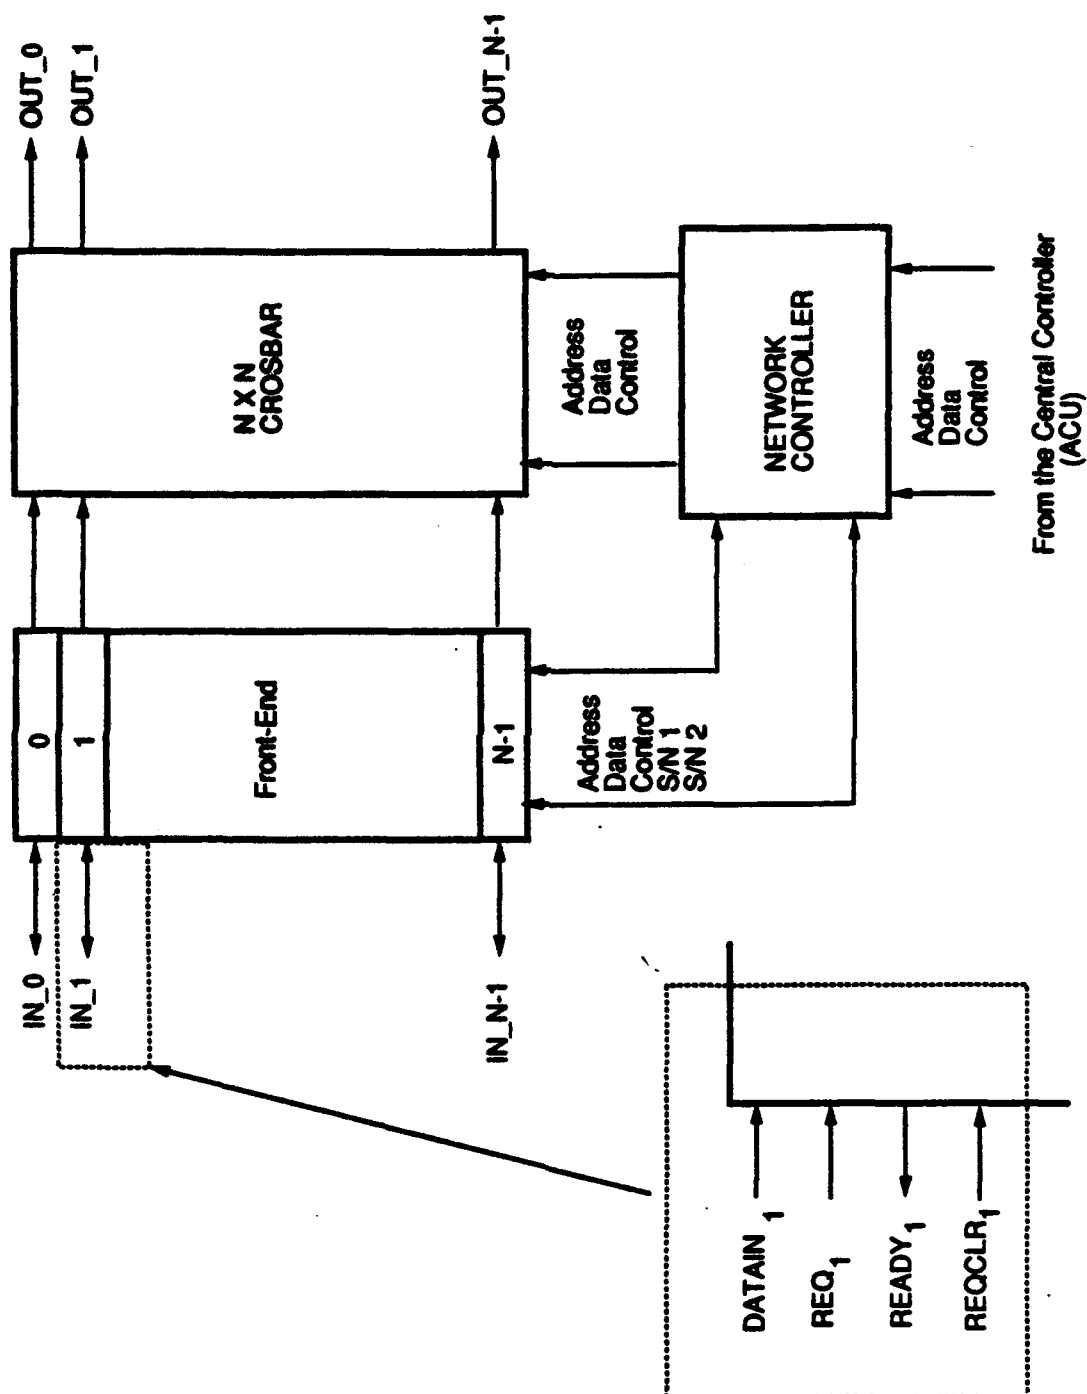 IN_0
IN_1
IN_N-1
0
1
Front-End
N-1
N X N
CROSBAR
OUT_0
OUT_1
OUT_N-1
Address
Data
Control
S/N 1
S/N 2
Address
Data
Control
NETWORK
CONTROLLER
Address
Data
Control
From the Central Controller
(ACU)
DATAIN 1
REQ1
READY1
REQCLR1